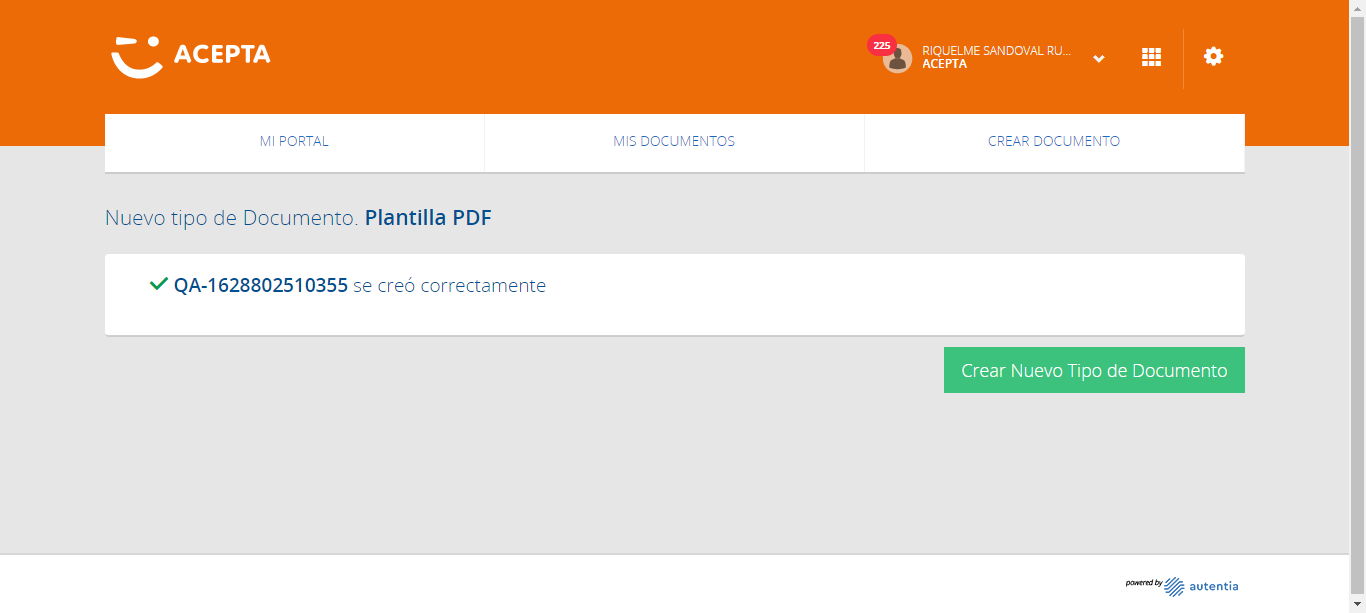 ACEPTA
225
RIQUELME SANDOVAL RU...
ACEPTA
MI PORTAL
MIS DOCUMENTOS
CREAR DOCUMENTO
Nuevo tipo de Documento. Plantilla PDF
QA-1628802510355 se creó correctamente
Crear Nuevo Tipo de Documento
powered by autentia